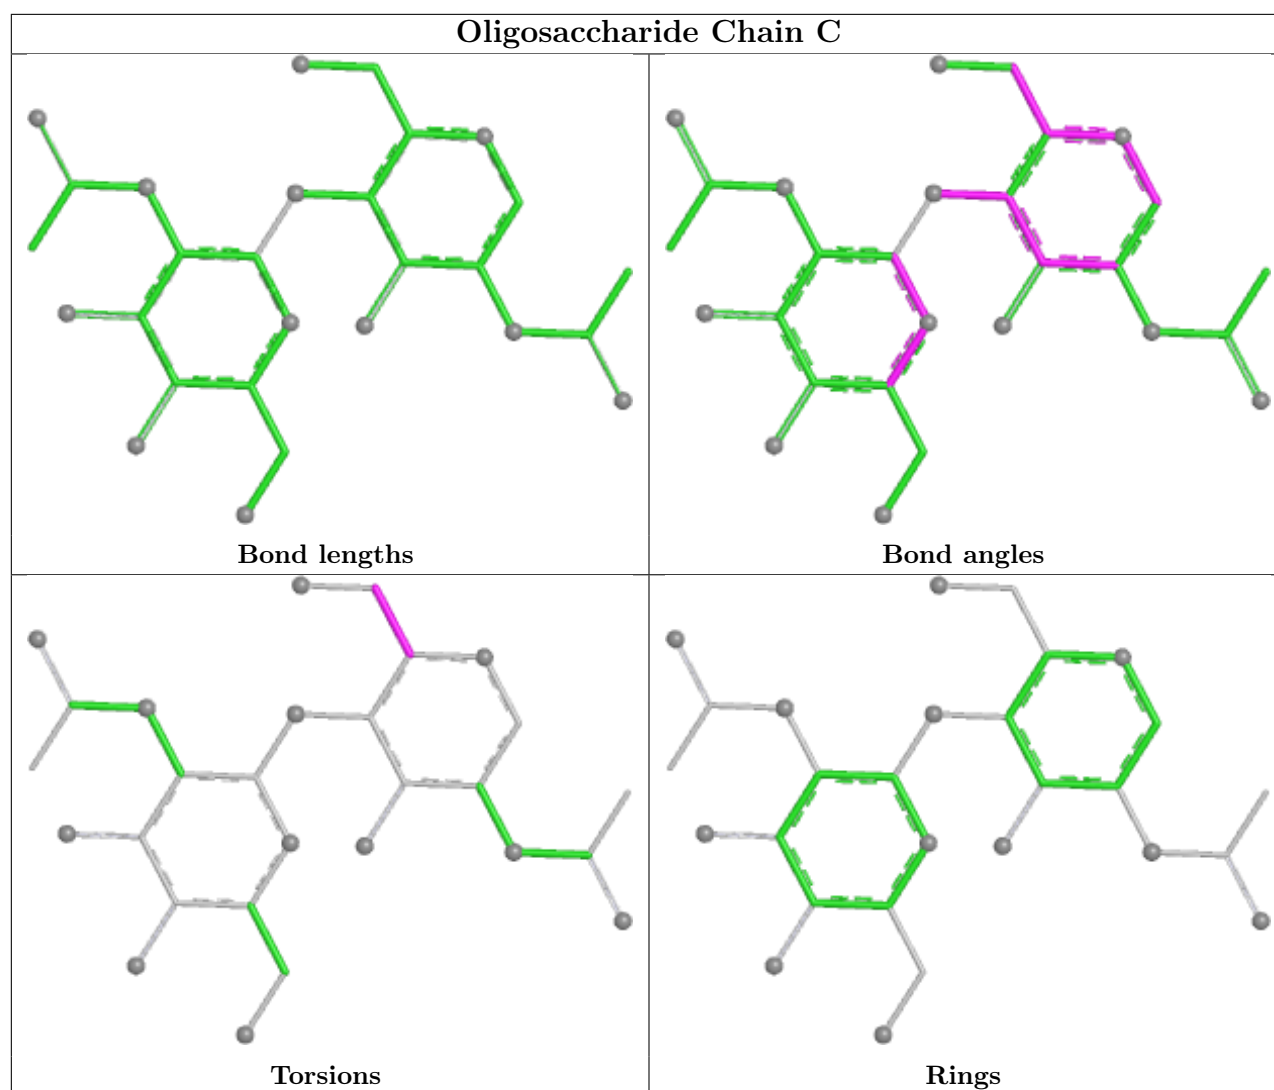 Oligosaccharide Chain C
Bond lengths
Bond angles
Torsions
Rings